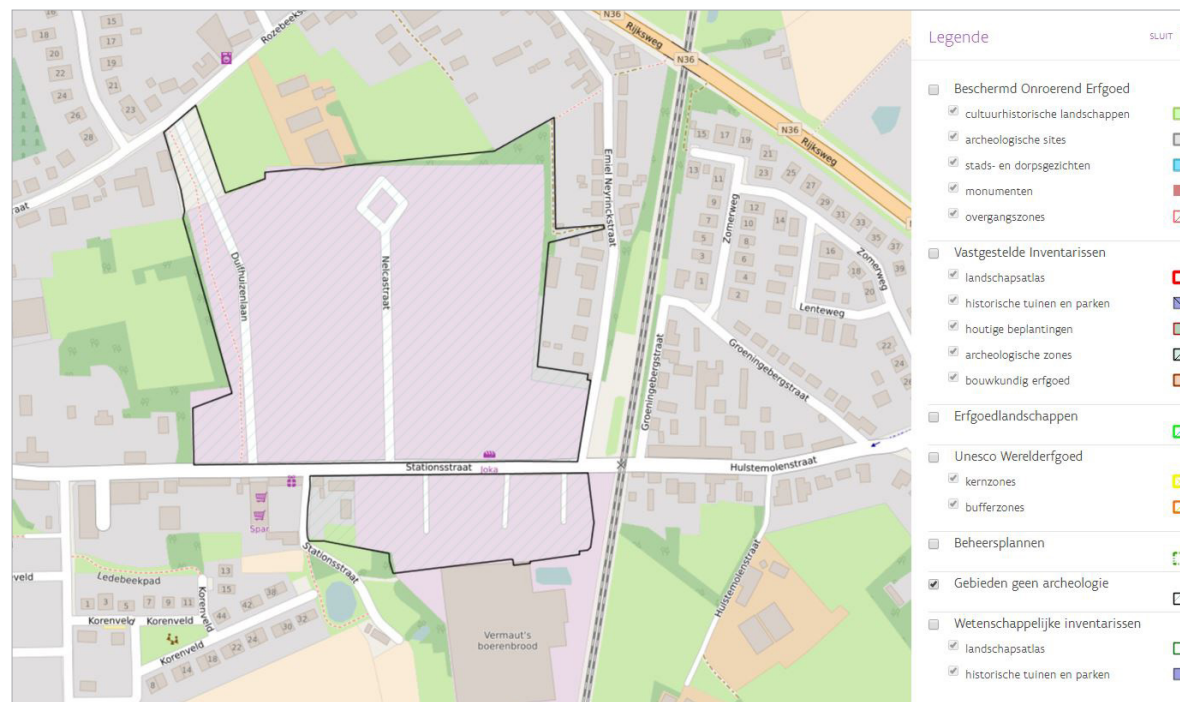 N36
Rijksweg
N36
N36
Rijksweg
Rozebeeks
aat
Duifhuizenlaan
Nelcastraat
Emiel Neyrinckstraat
Zomerweg
Zomerweg
Lenteweg
Groeningebergstraat
Groeningebergstraat
Stationsstraat
Joka
Hulstemolenstraat
Hulstemolenstraat
Spar
Stationsstraat
Ledebeekpad
veld
Korenveld
Korenveld
Korenveld
Korenveld
Vermaut's
boerenbrood
18
20
22
24
26
28
15
17
19
21
23
15
17
19
21
23
25
27
29
31
33
35
37
39
13
11
9
7
5
3
1
12
10
8
6
4
2
14
16
18
20
22
24
1
3
5
7
9
11
13
15
44
42
38
8
14
18
22
24
30
32
Legende
SLUIT
Beschermd Onroerend Erfgoed
cultuurhistorische landschappen
archeologische sites
stads- en dorpsgezichten
monumenten
overgangszones
Vastgestelde Inventarissen
landschapsatlas
historische tuinen en parken
houtige beplantingen
archeologische zones
bouwkundig erfgoed
Erfgoedlandschappen
Unesco Werelderfgoed
kernzones
bufferzones
Beheersplannen
Gebieden geen archeologie
Wetenschappelijke inventarissen
landschapsatlas
historische tuinen en parken